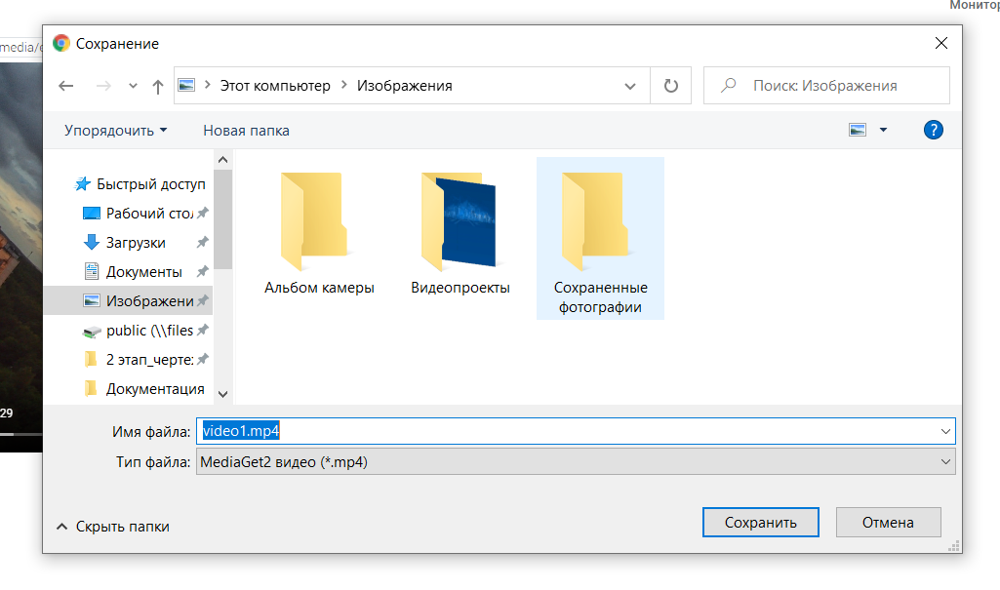 Монитор
Сохранение
media/e
Этот компьютер
Изображения
Поиск: Изображения
Упорядочить
Новая папка
Быстрый доступ
Рабочий стол
Загрузки
Документы
Изображени
public (\\files
2 этап_черте
Документация
Альбом камеры
Видеопроекты
Сохраненные
фотографии
29
Имя файла: video1.mp4
Тип файла: MediaGet2 видео (*.mp4)
Скрыть папки
Сохранить
Отмена